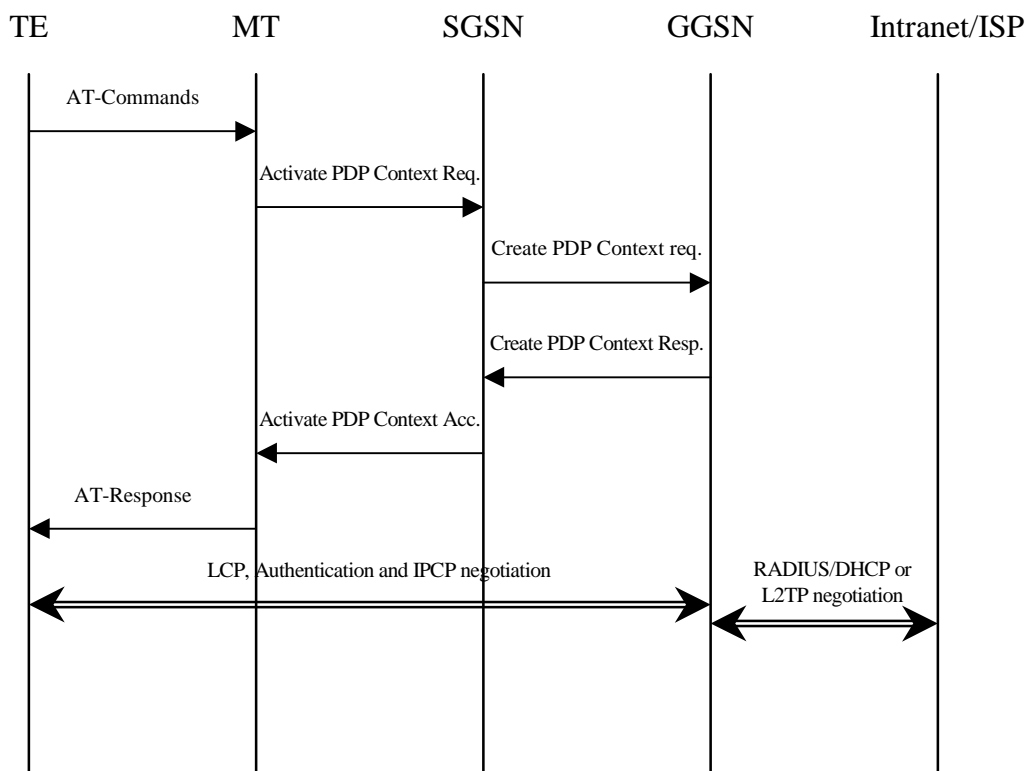 TE MT SGSN GGSN Intranet/ISP
AT-Commands
Activate PDP Context Req.
Create PDP Context req.
Create PDP Context Resp.
Activate PDP Context Acc.
AT-Response
LCP, Authentication and IPCP negotiation
RADIUS/DHCP or
L2TP negotiation